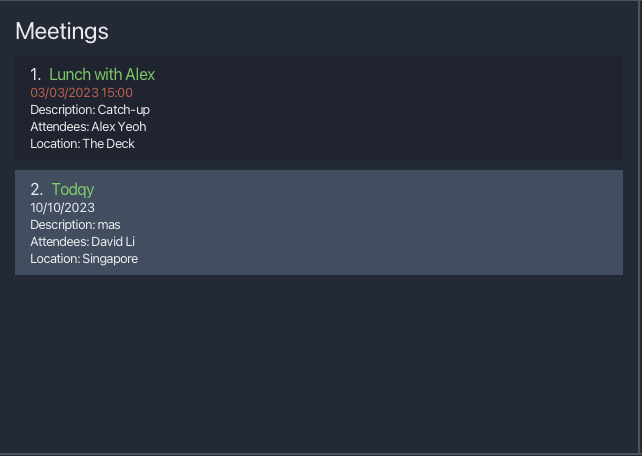 Meetings
1. Lunch with Alex
03/03/2023 15:00
Description: Catch-up
Attendees: Alex Yeoh
Location: The Deck
2. Todqy
10/10/2023
Description: mas
Attendees: David Li
Location: Singapore